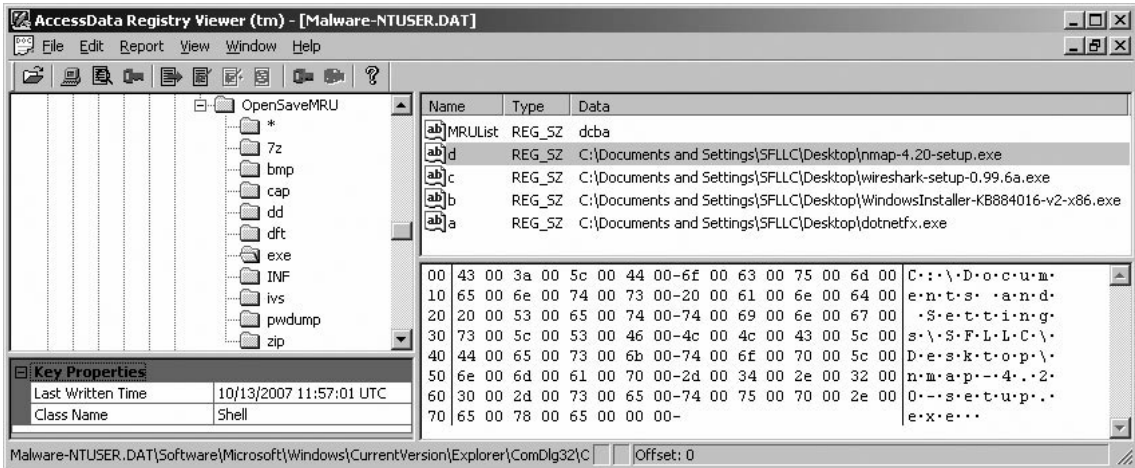 AccessData Registry Viewer (tm) - [Malware-NTUSER.DAT]
File Edit Report View Window Help
OpenSaveMRU
*
7z
bmp
cap
dd
dft
exe
INF
ivs
pwdump
zip
Key Properties
Last Written Time 10/13/2007 11:57:01 UTC
Class Name Shell
Name Type Data
MRUList REG_SZ dcba
d REG_SZ C:\Documents and Settings\SFLLC\Desktop\nmap-4.20-setup.exe
c REG_SZ C:\Documents and Settings\SFLLC\Desktop\wireshark-setup-0.99.6a.exe
b REG_SZ C:\Documents and Settings\SFLLC\Desktop\WindowsInstaller-KB884016-v2-x86.exe
a REG_SZ C:\Documents and Settings\SFLLC\Desktop\dotnetfx.exe
00 43 00 3a 00 5c 00 44 00-6f 00 63 00 75 00 6d 00 C·:·\·D·o·c·u·m·
10 65 00 6e 00 74 00 73 00-20 00 61 00 6e 00 64 00 e·n·t·s· ·a·n·d·
20 20 00 53 00 65 00 74 00-74 00 69 00 6e 00 67 00  ·S·e·t·t·i·n·g·
30 73 00 5c 00 53 00 46 00-4c 00 4c 00 43 00 5c 00 s·\·S·F·L·L·C·\·
40 44 00 65 00 73 00 6b 00-74 00 6f 00 70 00 5c 00 D·e·s·k·t·o·p·\·
50 6e 00 6d 00 61 00 70 00-2d 00 34 00 2e 00 32 00 n·m·a·p·-·4·.·2·
60 30 00 2d 00 73 00 65 00-74 00 75 00 70 00 2e 00 0·-·s·e·t·u·p·.·
70 65 00 78 00 65 00 00 00- e·x·e···
Malware-NTUSER.DAT\Software\Microsoft\Windows\CurrentVersion\Explorer\ComDlg32\C Offset: 0